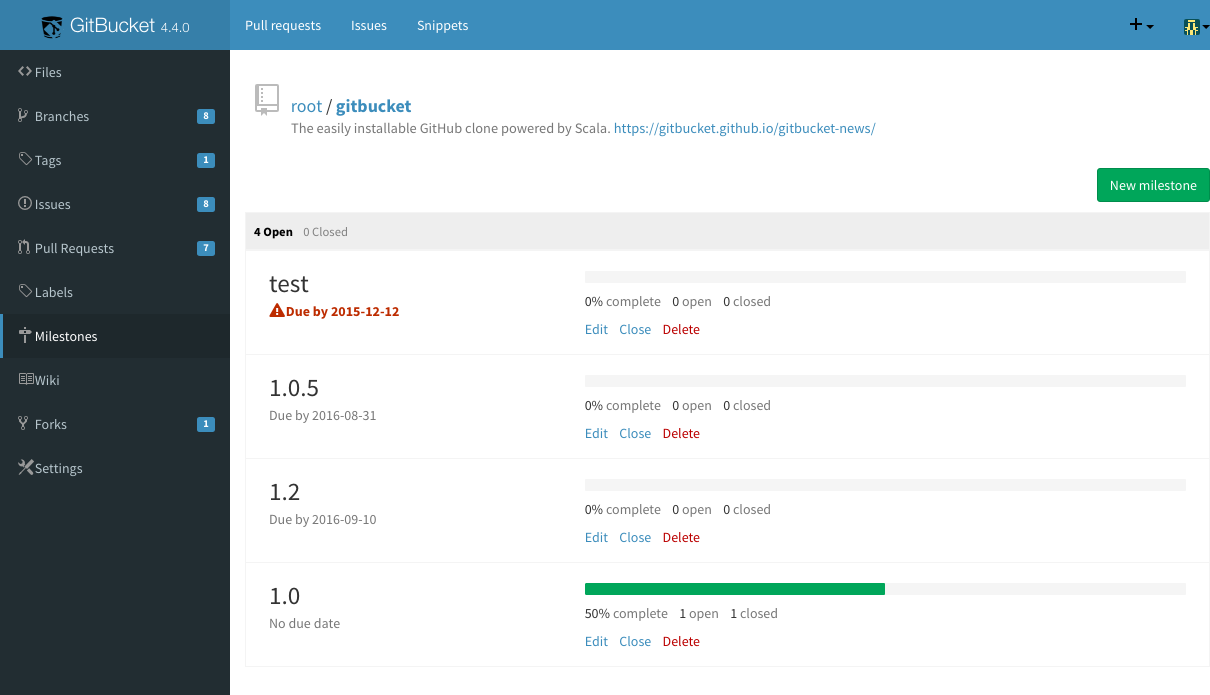 GitBucket 4.4.0
Pull requests Issues Snippets
Files
Branches 8
Tags 1
Issues 8
Pull Requests 7
Labels
Milestones
Wiki
Forks 1
Settings
root / gitbucket
The easily installable GitHub clone powered by Scala. https://gitbucket.github.io/gitbucket-news/
New milestone
4 Open 0 Closed
test
Due by 2015-12-12
0% complete 0 open 0 closed
Edit Close Delete
1.0.5
Due by 2016-08-31
0% complete 0 open 0 closed
Edit Close Delete
1.2
Due by 2016-09-10
0% complete 0 open 0 closed
Edit Close Delete
1.0
No due date
50% complete 1 open 1 closed
Edit Close Delete